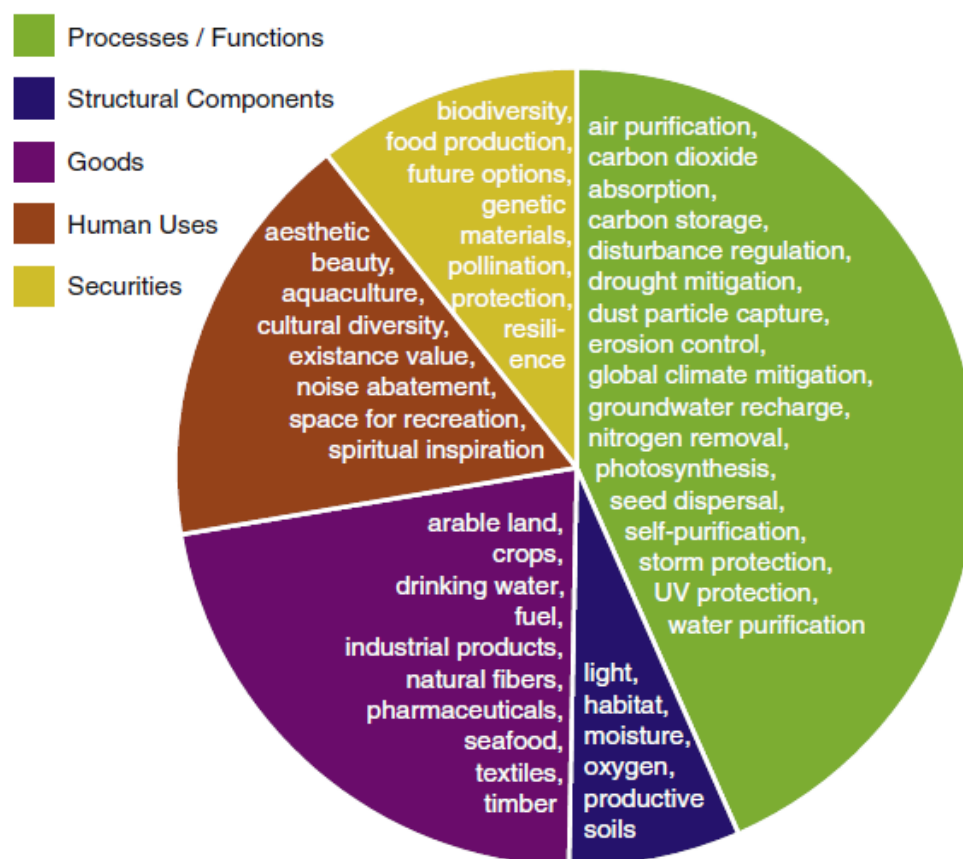 Processes / Functions
Structural Components
Goods
Human Uses
Securities
biodiversity,
food production,
future options,
genetic
materials,
pollination,
protection,
resili-
ence
air purification,
carbon dioxide
absorption,
carbon storage,
disturbance regulation,
drought mitigation,
dust particle capture,
erosion control,
global climate mitigation,
groundwater recharge,
nitrogen removal,
photosynthesis,
seed dispersal,
self-purification,
storm protection,
UV protection,
water purification
aesthetic
beauty,
aquaculture,
cultural diversity,
existance value,
noise abatement,
space for recreation,
spiritual inspiration
arable land,
crops,
drinking water,
fuel,
industrial products,
natural fibers,
pharmaceuticals,
seafood,
textiles,
timber
light,
habitat,
moisture,
oxygen,
productive
soils